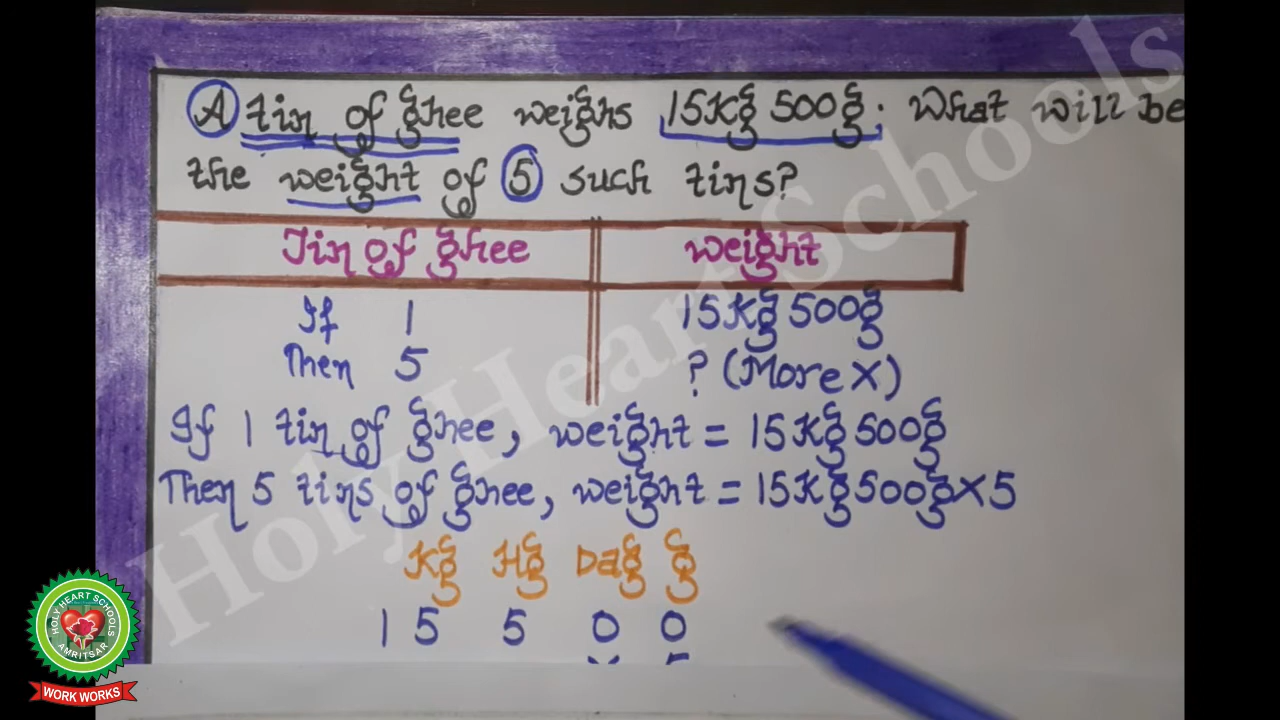 A tin of ghee weighs 15Kg 500g. What will be
the weight of 5 such tins?
Tin of ghee weight
If 1 15Kg 500g
Then 5 ? (More X)
If 1 tin of ghee, weight = 15Kg 500g
Then 5 tins of ghee, weight = 15Kg 500g X 5
Kg Hg Dag g
1 5 5 0 0
Holy Heart Schools
HOLY HEART SCHOOLS
AMRITSAR
WORK WORKS